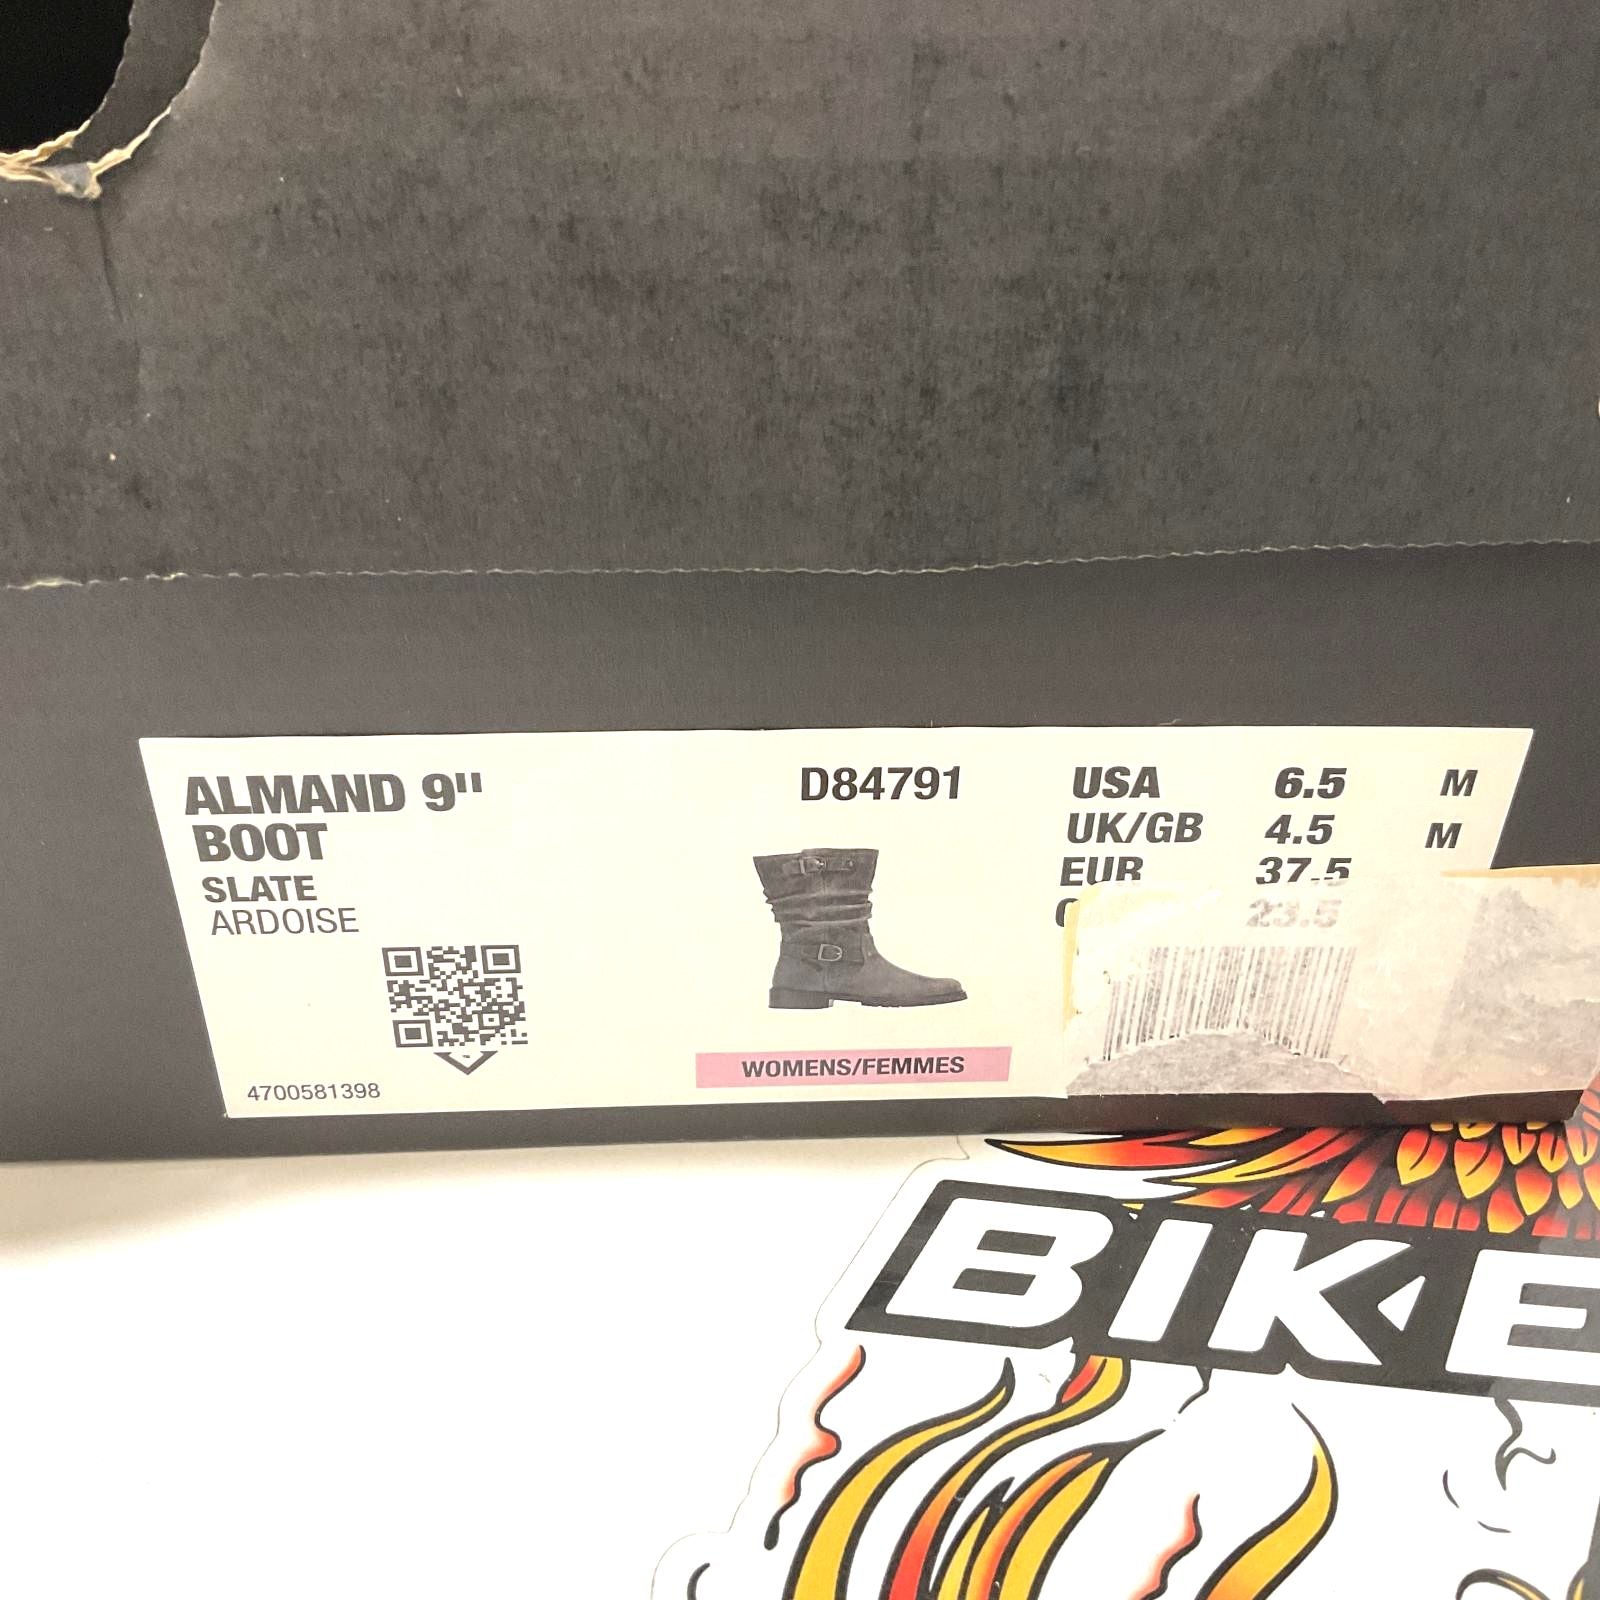 ALMAND 9"
BOOT
SLATE
ARDOISE
4700581398
D84791
WOMENS/FEMMES
USA 6.5 M
UK/GB 4.5 M
EUR 37.5
23.5
BIKE